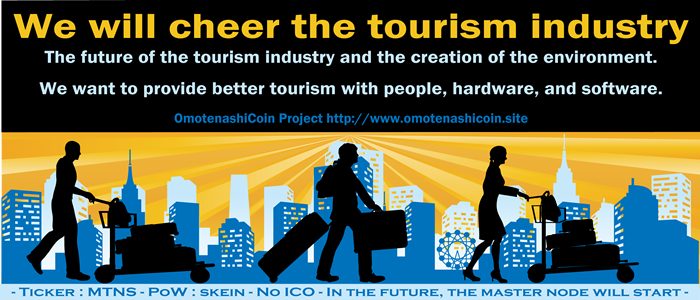 We will cheer the tourism industry
The future of the tourism industry and the creation of the environment.
We want to provide better tourism with people, hardware, and software.
OmotenashiCoin Project http://www.omotenashicoin.site
- Ticker : MTNS - PoW : skein - No ICO - In the future, the master node will start -